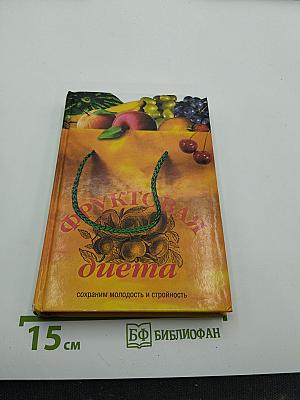 ФРУКТОВАЯ
диета
сохраним молодость и стройность
15 см
БФ БИБЛИОФАН